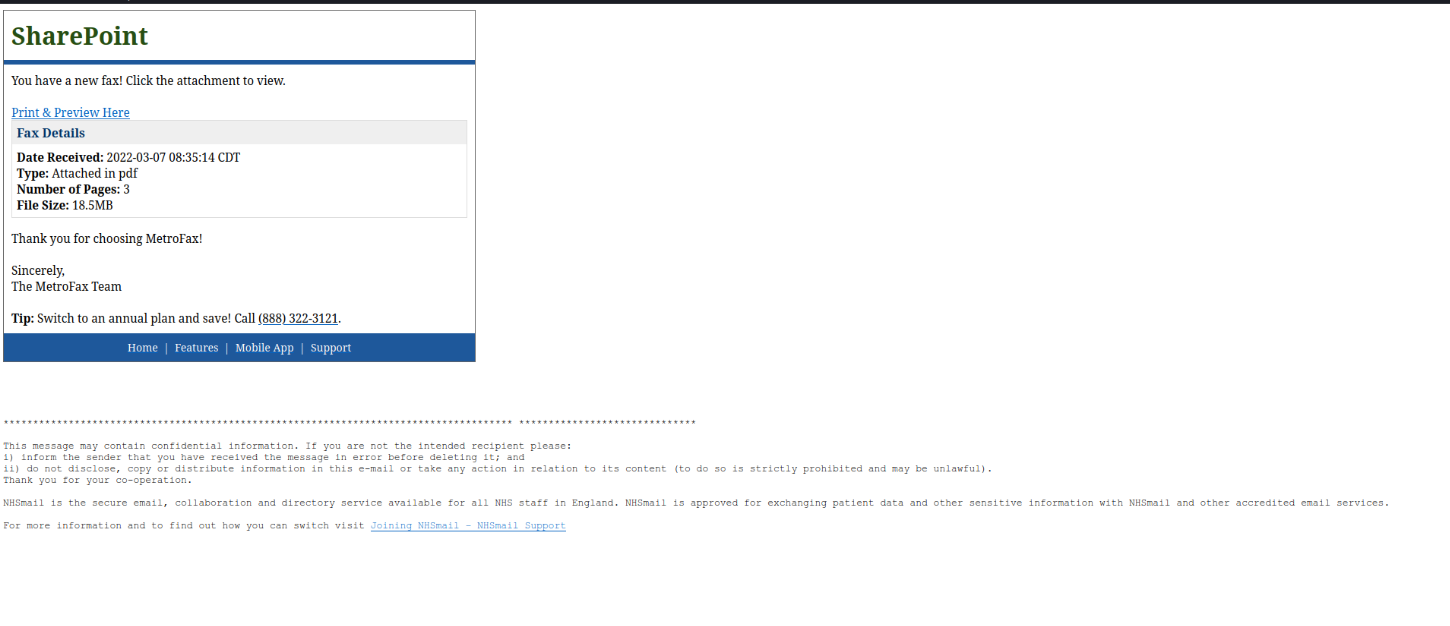 SharePoint
You have a new fax! Click the attachment to view.
Print & Preview Here
Fax Details
Date Received: 2022-03-07 08:35:14 CDT
Type: Attached in pdf
Number of Pages: 3
File Size: 18.5MB
Thank you for choosing MetroFax!
Sincerely,
The MetroFax Team
Tip: Switch to an annual plan and save! Call (888) 322-3121.
Home | Features | Mobile App | Support
************************************************************************************** ******************************
This message may contain confidential information. If you are not the intended recipient please:
i) inform the sender that you have received the message in error before deleting it; and
ii) do not disclose, copy or distribute information in this e-mail or take any action in relation to its content (to do so is strictly prohibited and may be unlawful).
Thank you for your co-operation.
NHSmail is the secure email, collaboration and directory service available for all NHS staff in England. NHSmail is approved for exchanging patient data and other sensitive information with NHSmail and other accredited email services.
For more information and to find out how you can switch visit Joining NHSmail – NHSmail Support